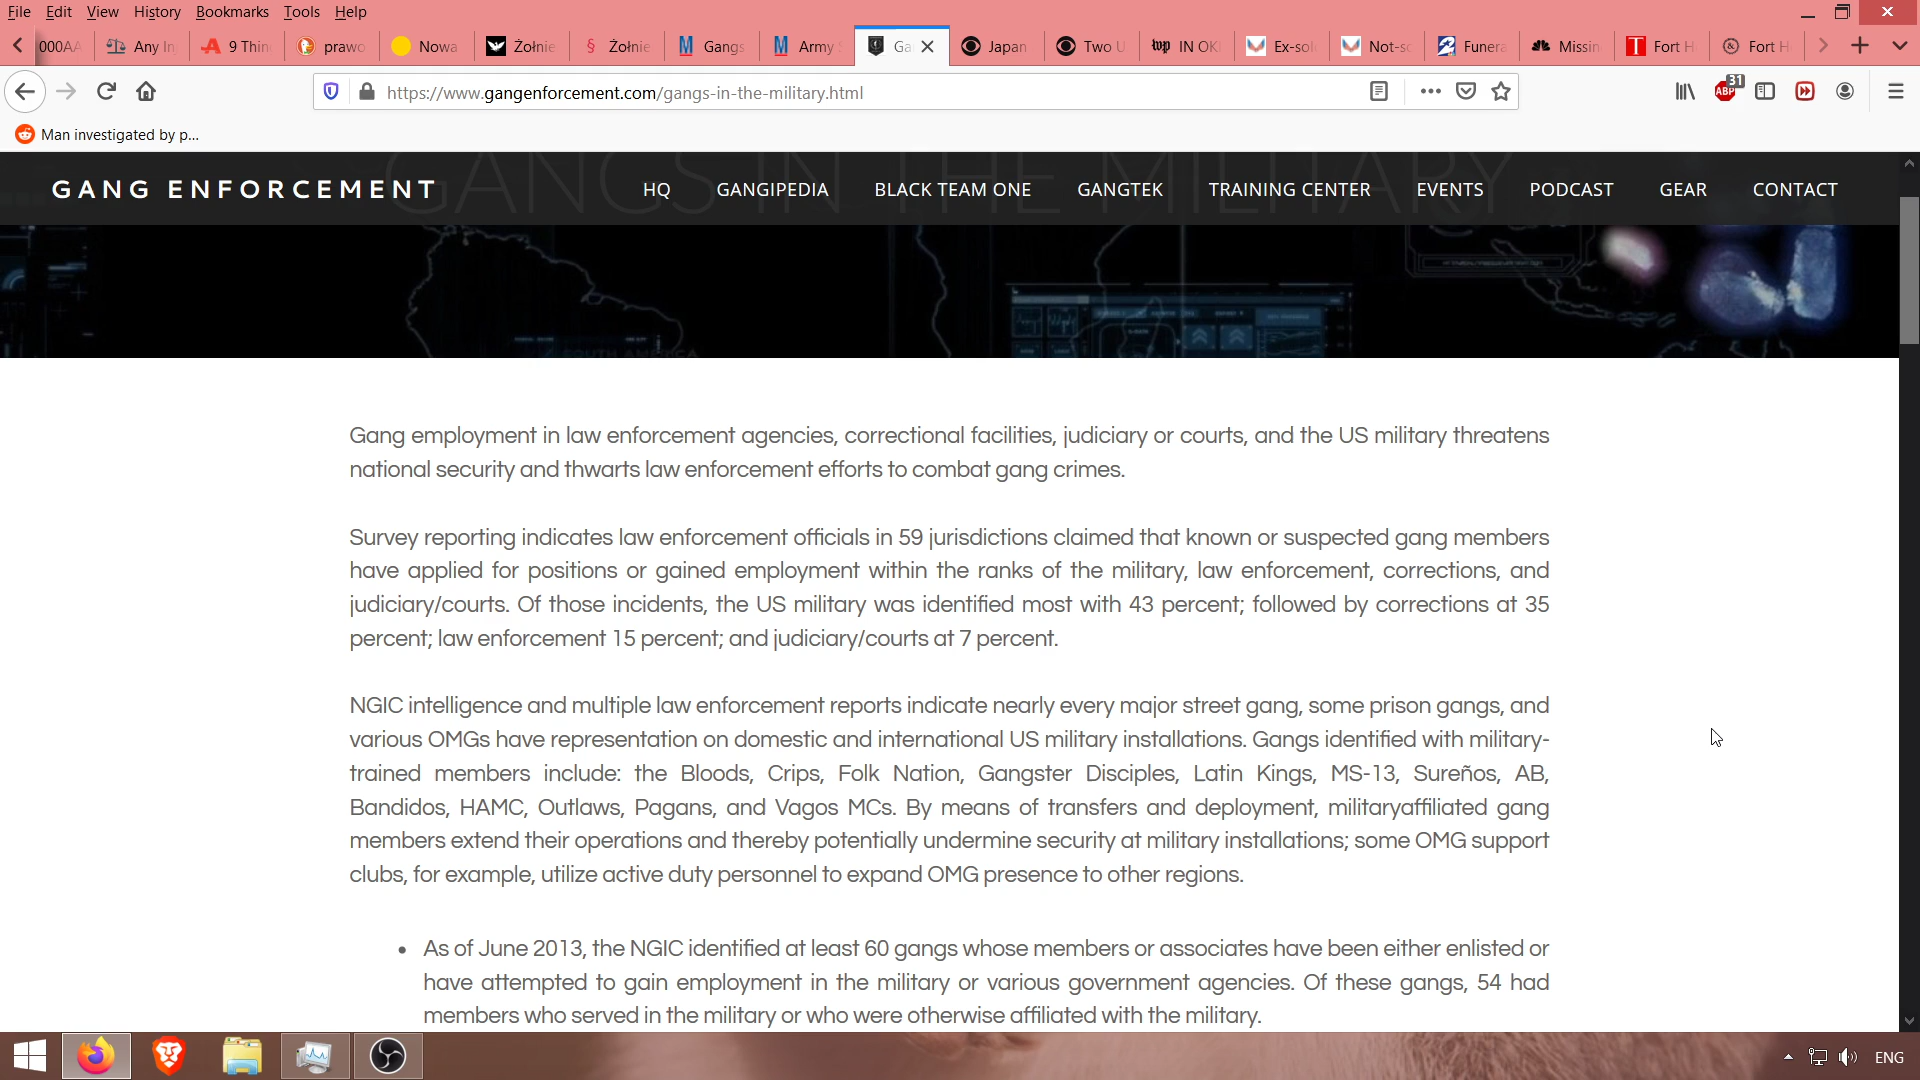 File Edit View History Bookmarks Tools Help
000AA Any In 9 Thin prawo Nowa Żołnie Żołnie Gangs Army S Ga Japan Two U IN OK Ex-sol Not-so Funera Missin Fort H Fort H
https://www.gangenforcement.com/gangs-in-the-military.html
ABP 31
Man investigated by p...
GANGS IN THE MILITARY
GANG ENFORCEMENT HQ GANGIPEDIA BLACK TEAM ONE GANGTEK TRAINING CENTER EVENTS PODCAST GEAR CONTACT
SOUTH AMERICA
Gang employment in law enforcement agencies, correctional facilities, judiciary or courts, and the US military threatens
national security and thwarts law enforcement efforts to combat gang crimes.
Survey reporting indicates law enforcement officials in 59 jurisdictions claimed that known or suspected gang members
have applied for positions or gained employment within the ranks of the military, law enforcement, corrections, and
judiciary/courts. Of those incidents, the US military was identified most with 43 percent; followed by corrections at 35
percent; law enforcement 15 percent; and judiciary/courts at 7 percent.
NGIC intelligence and multiple law enforcement reports indicate nearly every major street gang, some prison gangs, and
various OMGs have representation on domestic and international US military installations. Gangs identified with military-
trained members include: the Bloods, Crips, Folk Nation, Gangster Disciples, Latin Kings, MS-13, Sureños, AB,
Bandidos, HAMC, Outlaws, Pagans, and Vagos MCs. By means of transfers and deployment, militaryaffiliated gang
members extend their operations and thereby potentially undermine security at military installations; some OMG support
clubs, for example, utilize active duty personnel to expand OMG presence to other regions.
• As of June 2013, the NGIC identified at least 60 gangs whose members or associates have been either enlisted or
have attempted to gain employment in the military or various government agencies. Of these gangs, 54 had
members who served in the military or who were otherwise affiliated with the military.
ENG